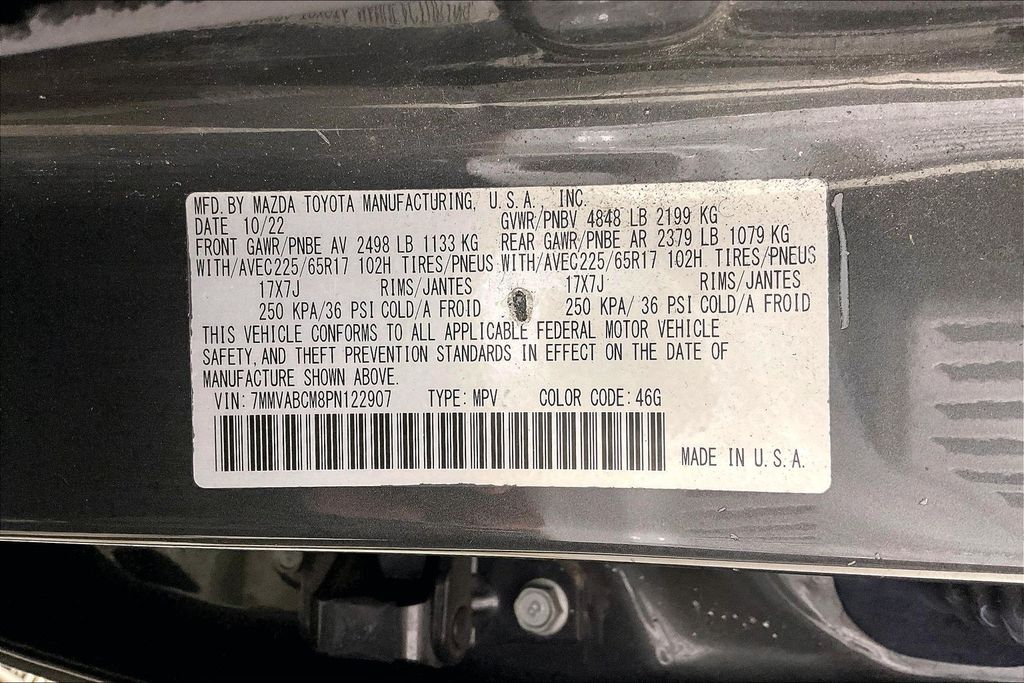 MFD. BY MAZDA TOYOTA MANUFACTURING, U.S.A., INC.
DATE 10/22 GVWR/PNBV 4848 LB 2199 KG
FRONT GAWR/PNBE AV 2498 LB 1133 KG REAR GAWR/PNBE AR 2379 LB 1079 KG
WITH/AVEC225/65R17 102H TIRES/PNEUS WITH/AVEC225/65R17 102H TIRES/PNEUS
17X7J RIMS/JANTES 17X7J RIMS/JANTES
250 KPA/36 PSI COLD/A FROID 250 KPA/ 36 PSI COLD/A FROID
THIS VEHICLE CONFORMS TO ALL APPLICABLE FEDERAL MOTOR VEHICLE
SAFETY, AND THEFT PREVENTION STANDARDS IN EFFECT ON THE DATE OF
MANUFACTURE SHOWN ABOVE.
VIN: 7MMVABCM8PN122907 TYPE: MPV COLOR CODE: 46G
MADE IN U.S.A.